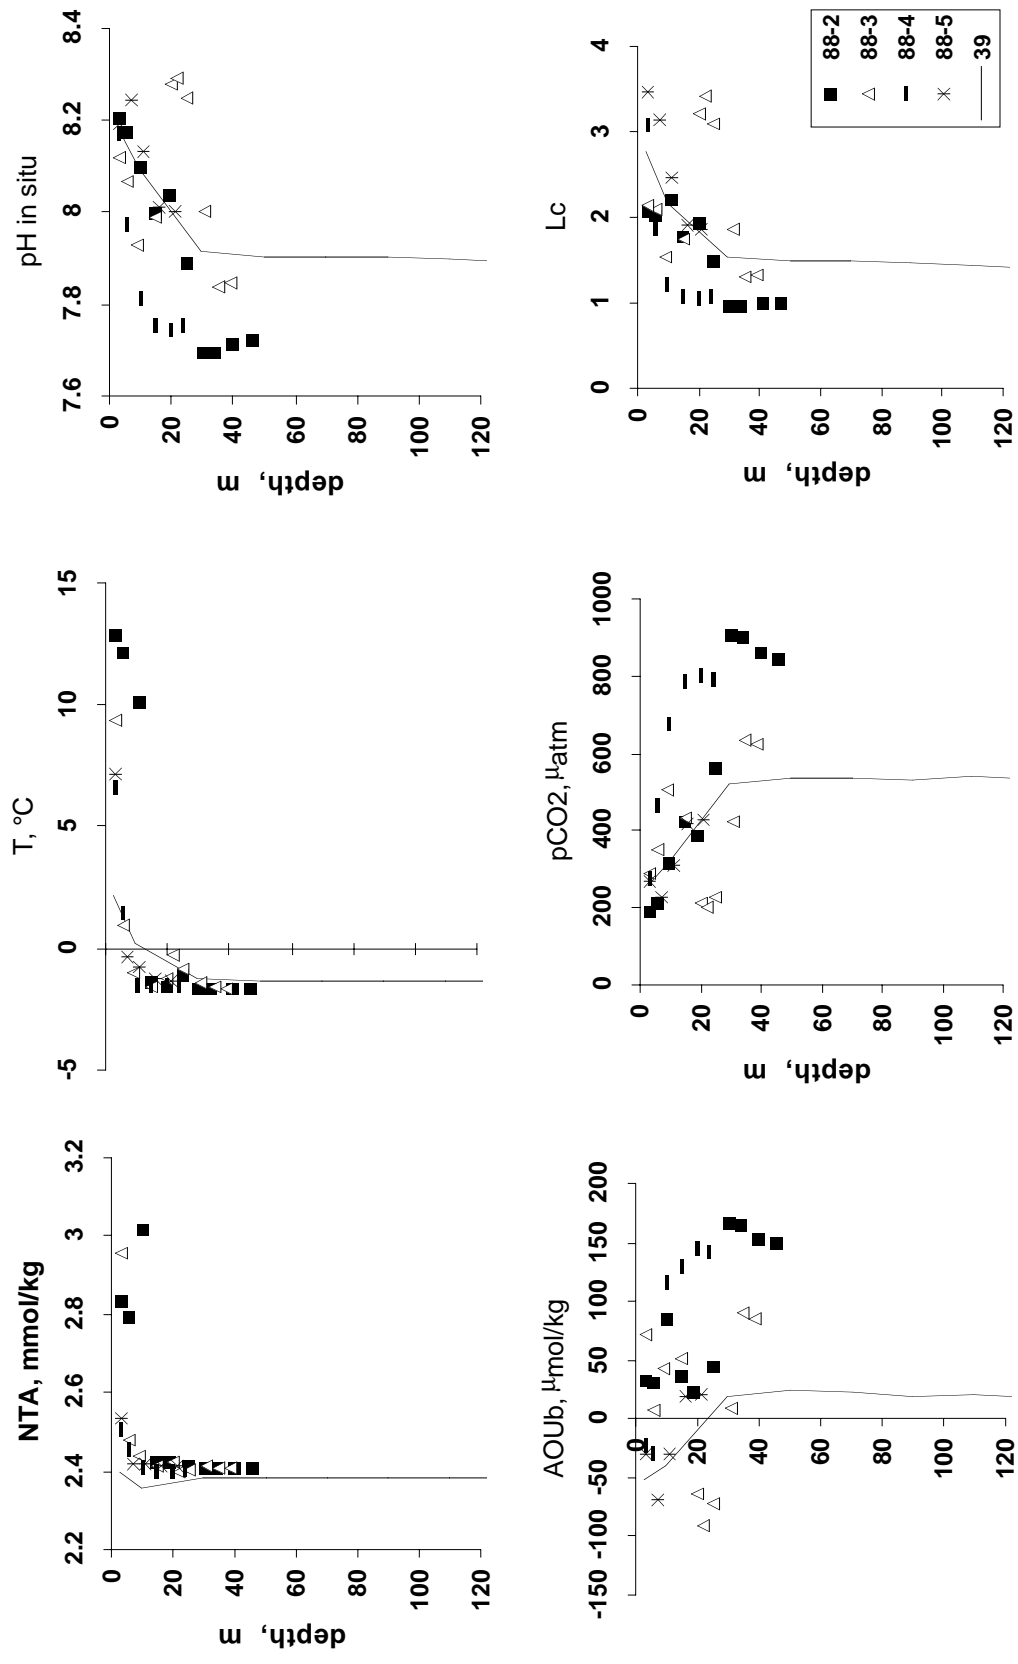 NTA, mmol/kg
2.2 2.4 2.6 2.8 3 3.2
0
20
40
60
80
100
120
depth, m
T, °C
-5 0 5 10 15
pH in situ
7.6 7.8 8 8.2 8.4
0
20
40
60
80
100
120
depth, m
AOUb, µmol/kg
-150 -100 -50 0 50 100 150 200
0
20
40
60
80
100
120
pCO2, µatm
0 200 400 600 800 1000
0
20
40
60
80
100
120
depth, m
Lc
0 1 2 3 4
0
20
40
60
80
100
120
depth, m
88-2
88-3
88-4
88-5
39